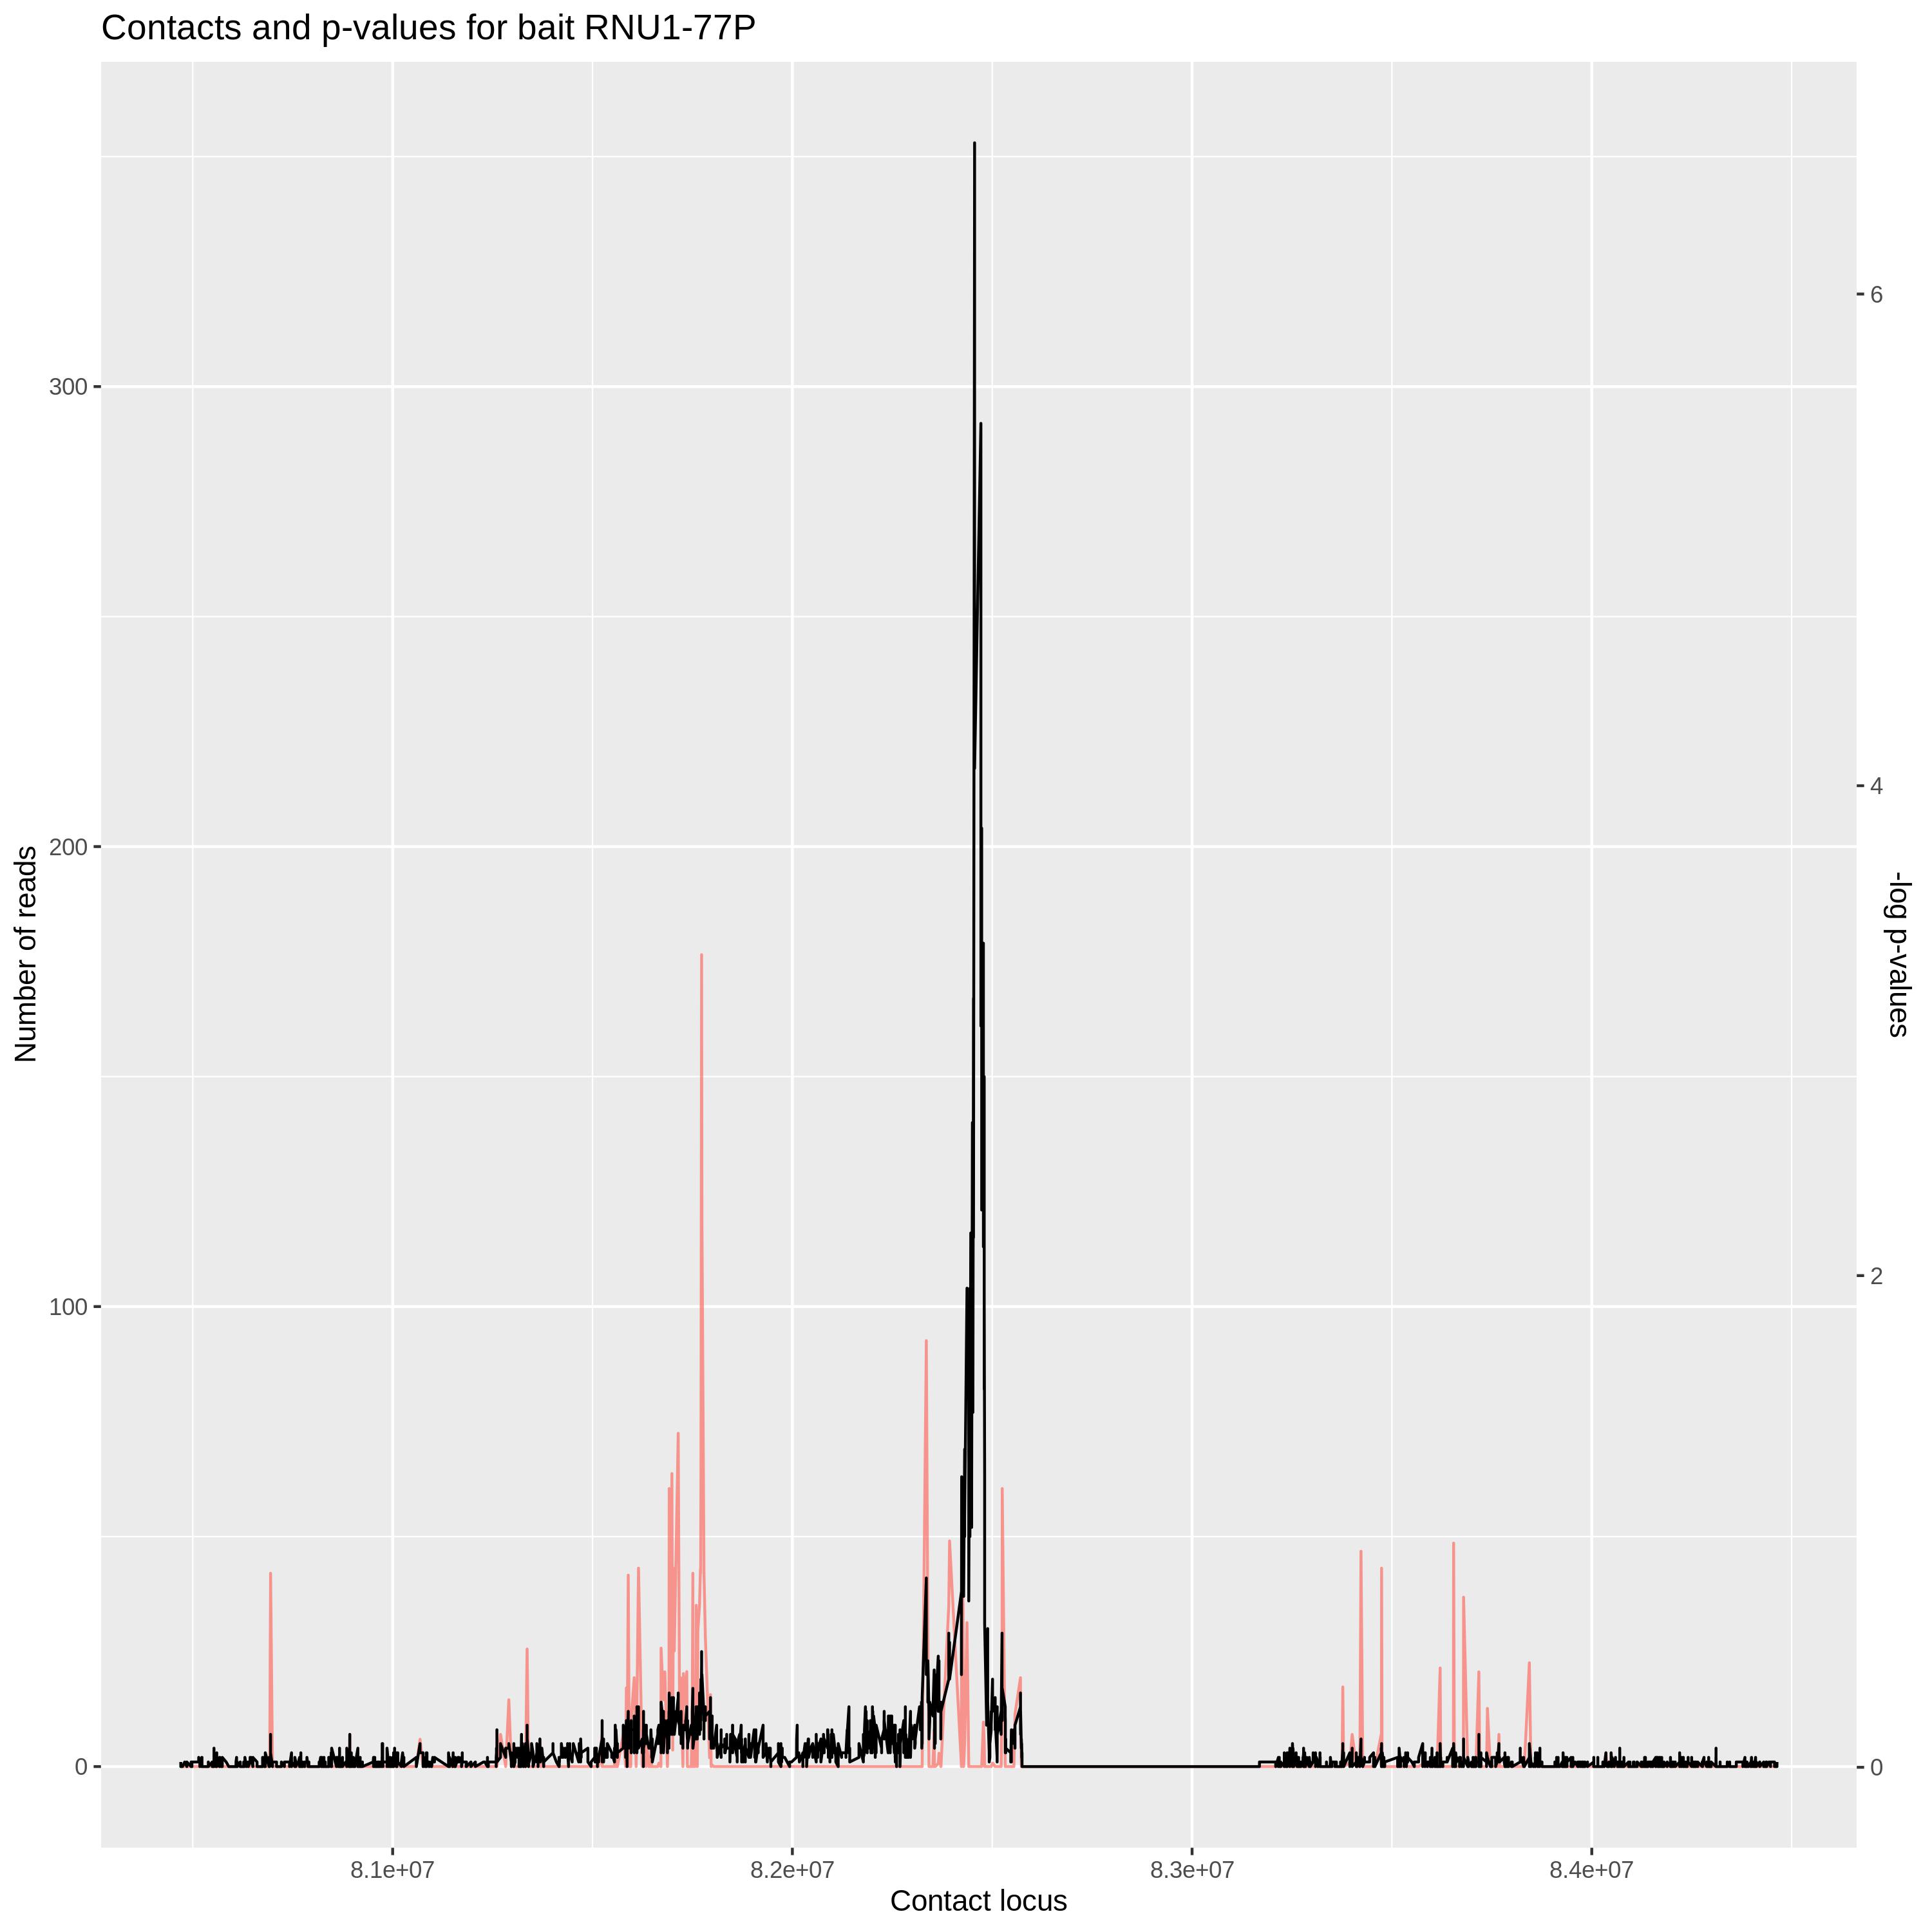 Contacts and p-values for bait RNU1-77P
300
200
100
0
Number of reads
6
4
2
0
-log p-values
8.1e+07 8.2e+07 8.3e+07 8.4e+07
Contact locus